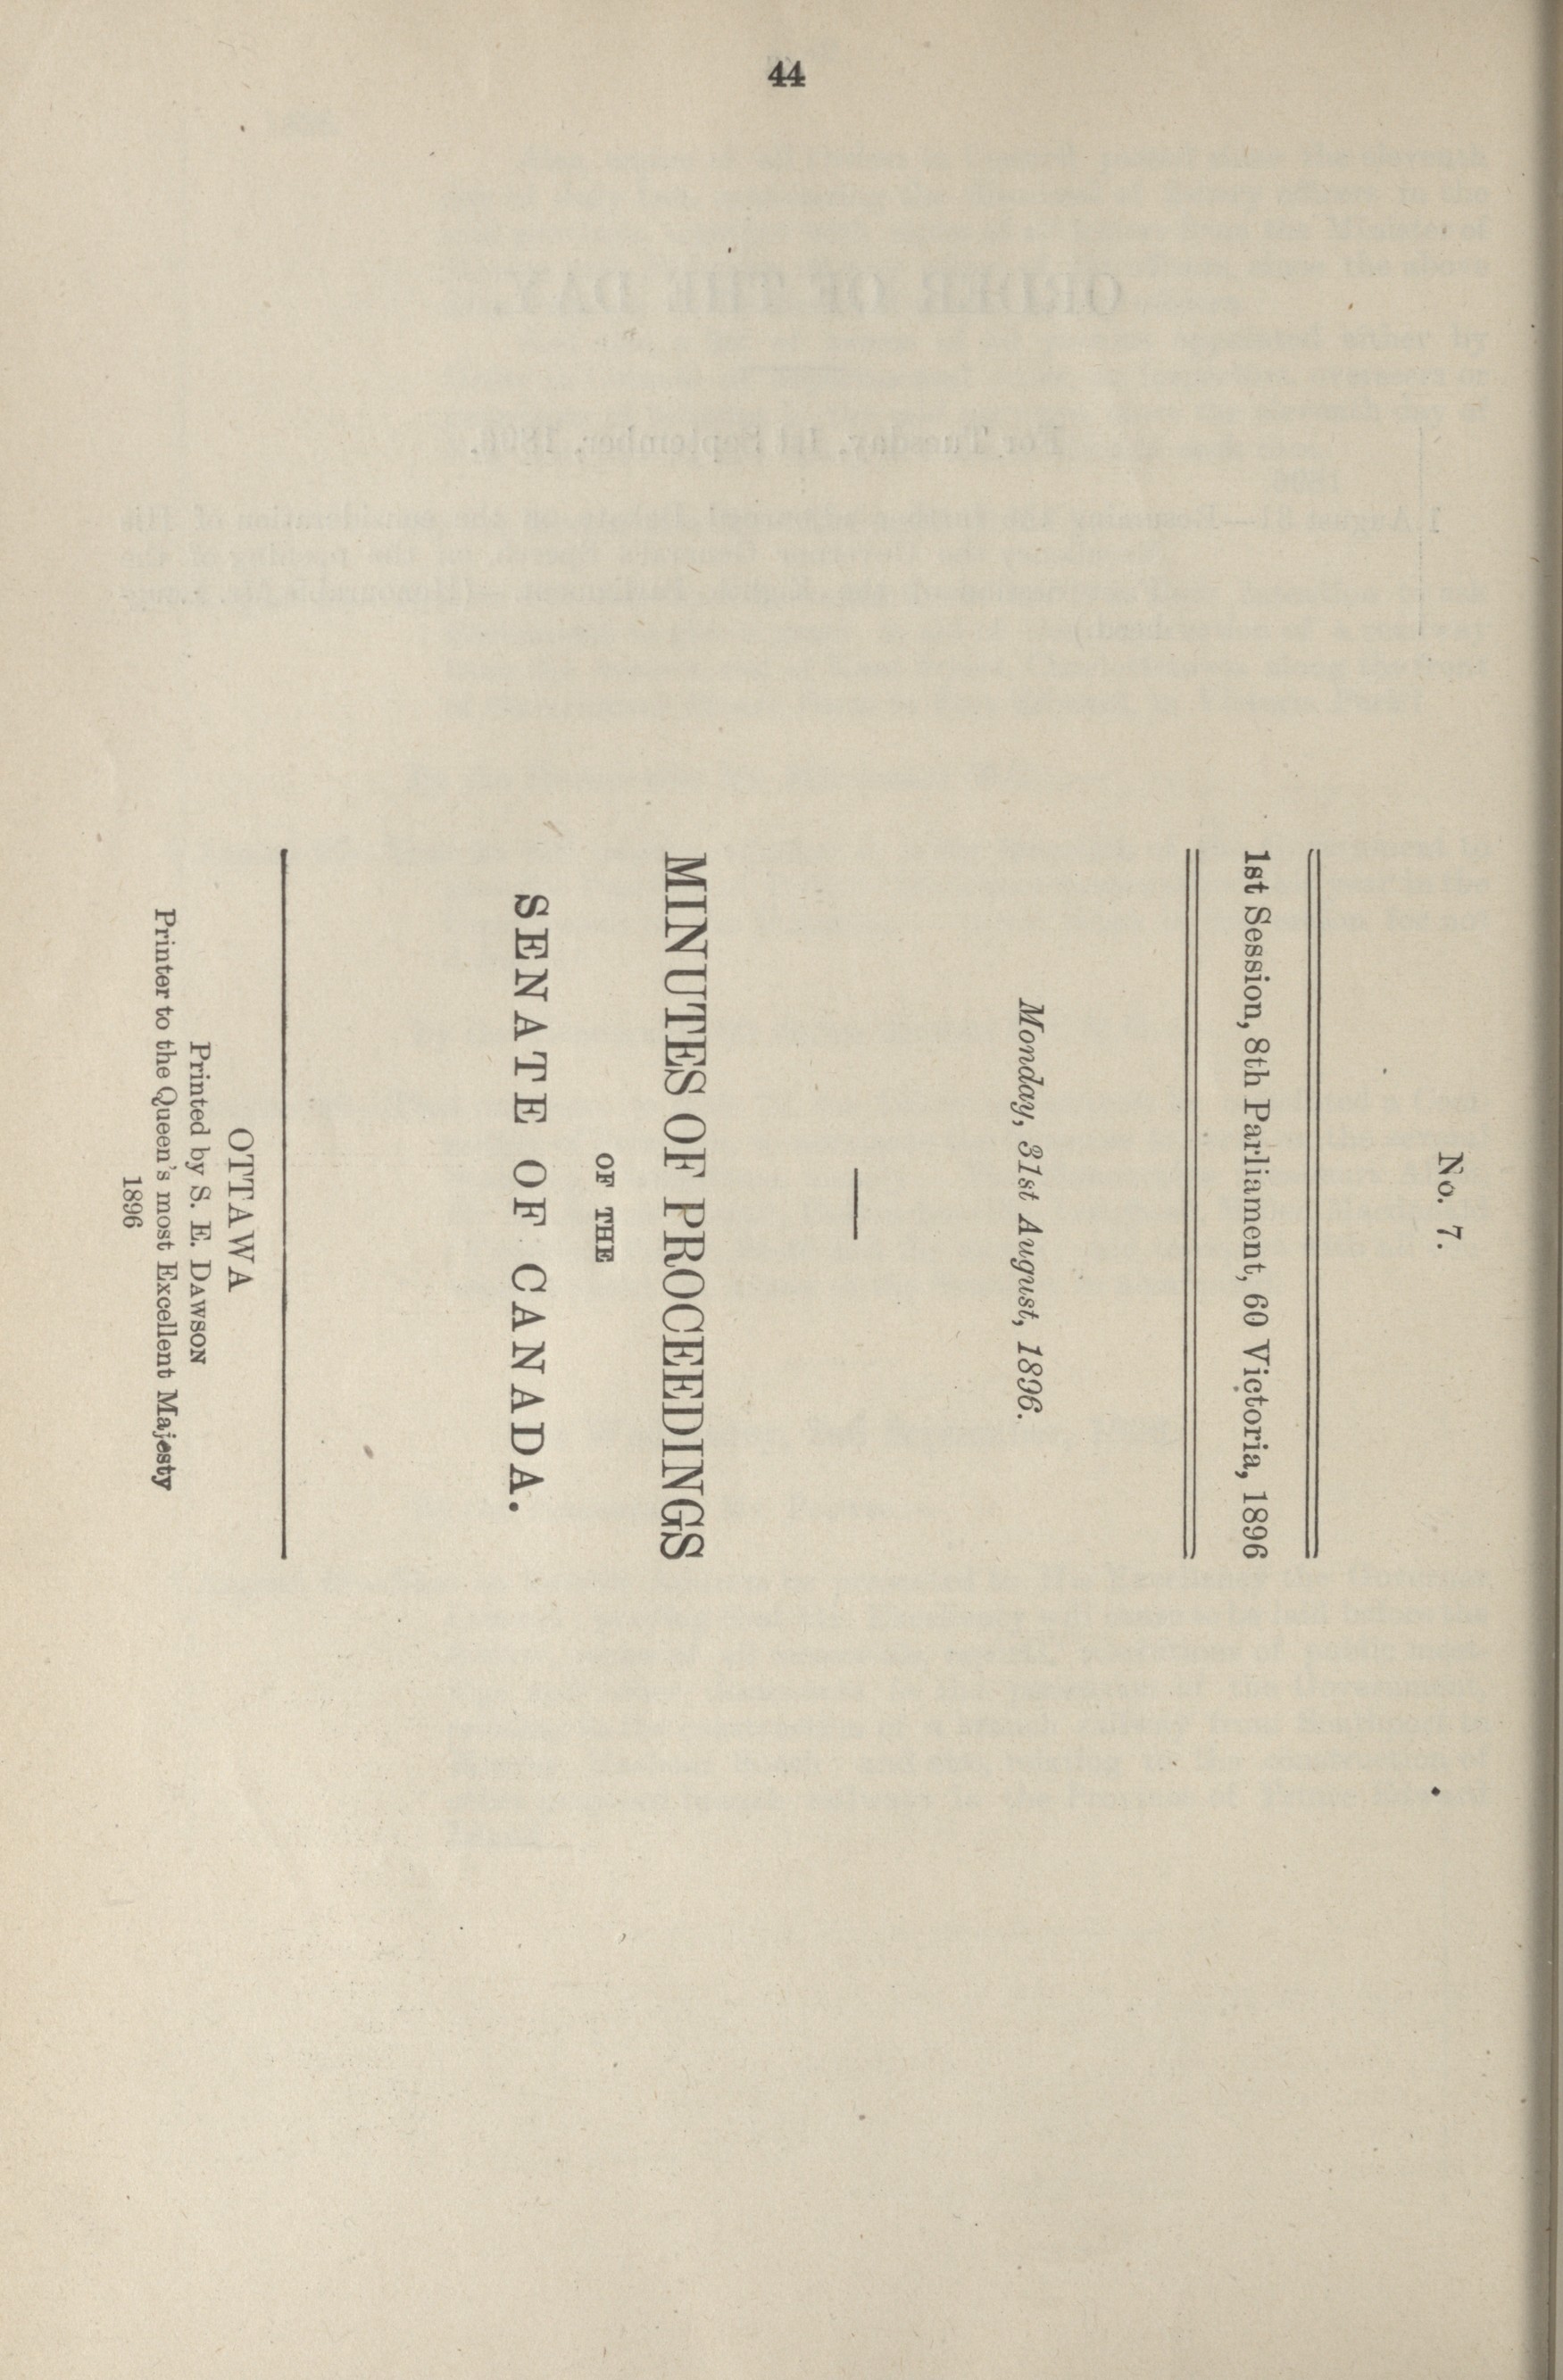 44
No. 7.
1st Session, 8th Parliament, 60 Victoria, 1896
Monday, 31st August, 1896.
MINUTES OF PROCEEDINGS
OF THE
SENATE OF CANADA.
OTTAWA
Printed by S. E. DAWSON
Printer to the Queen's most Excellent Majesty
1896